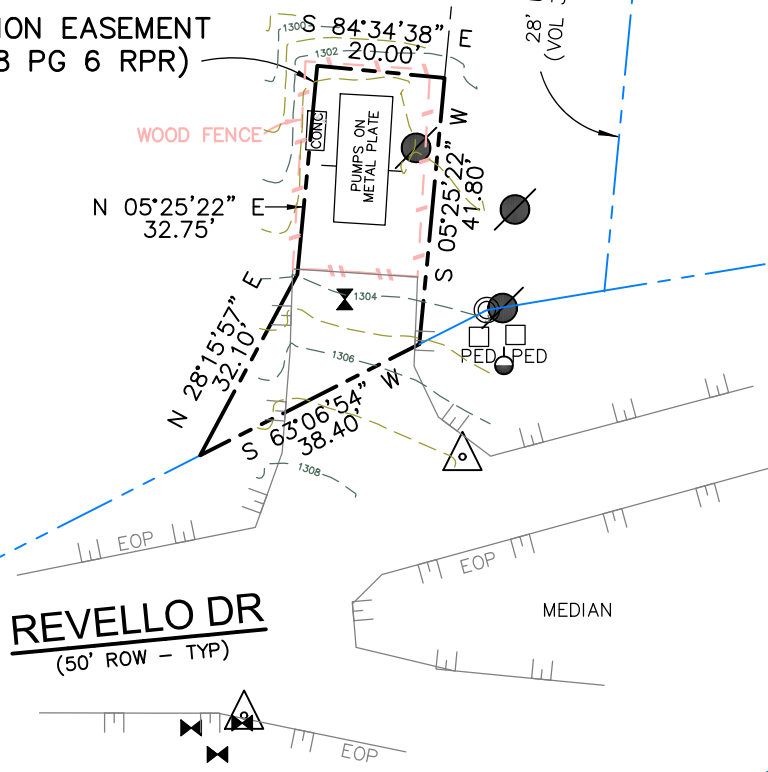 ION EASEMENT
PG 6 RPR)
S 84°34'38" E
20.00'
28'
(VOL
1300
1302
WOOD FENCE
CONC
PUMPS ON
METAL PLATE
N 05°25'22" E
32.75'
S 05°25'22" W
41.80'
N 28°15'57" E
32.10'
1304
1306
PED PED
S 63°06'54" W
38.40'
1308
EOP
EOP
REVELLO DR
(50' ROW - TYP)
MEDIAN
EOP